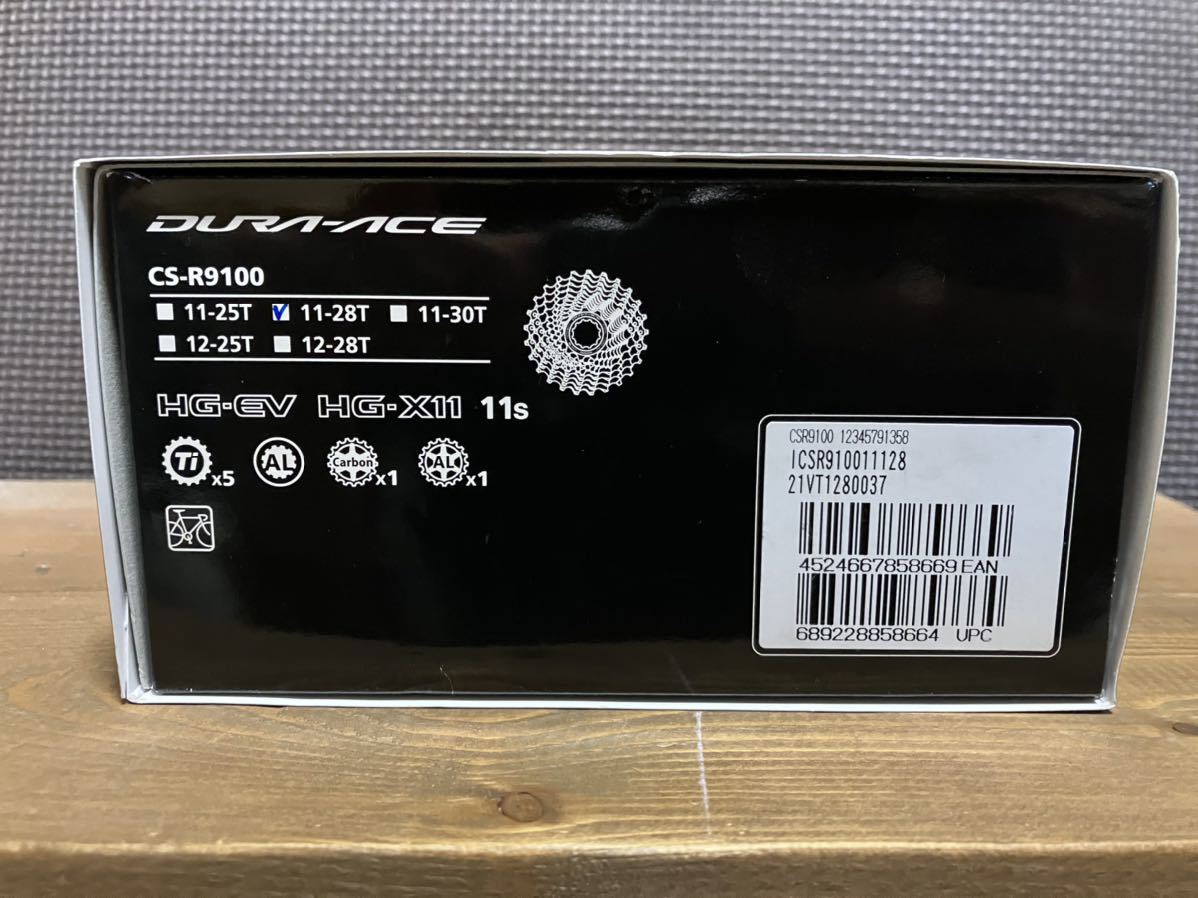 DURA-ACE
CS-R9100
11-25T 11-28T 11-30T
12-25T 12-28T
HG-EV HG-X11 11s
Ti x5 AL Carbon x1 AL x1
CSR9100 12345791358
ICSR910011128
21VT1280037
4524667858669 EAN
689228858664 UPC